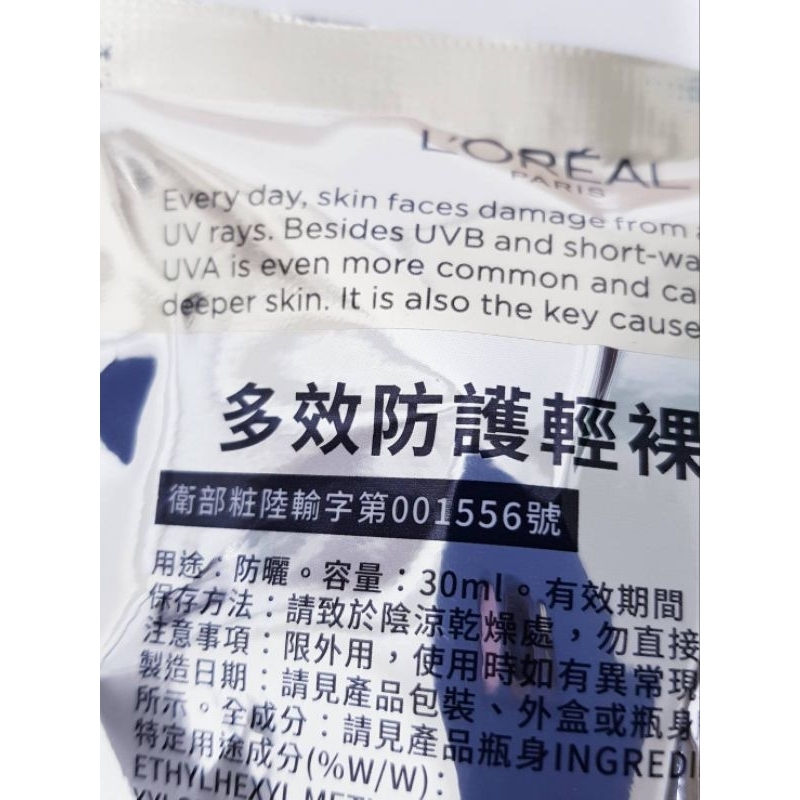 L'ORÉAL
PARIS
Every day, skin faces damage from
UV rays. Besides UVB and short-wa
UVA is even more common and ca
deeper skin. It is also the key cause
多效防護輕裸
衛部粧陸輸字第001556號
用途：防曬。容量：30ml。有效期間
保存方法：請致於陰涼乾燥處，勿直接
注意事項：限外用，使用時如有異常現
製造日期：請見產品包裝、外盒或瓶身
所示。全成分：請見產品瓶身INGREDI
特定用途成分(%W/W)：
ETHYLHEXYL